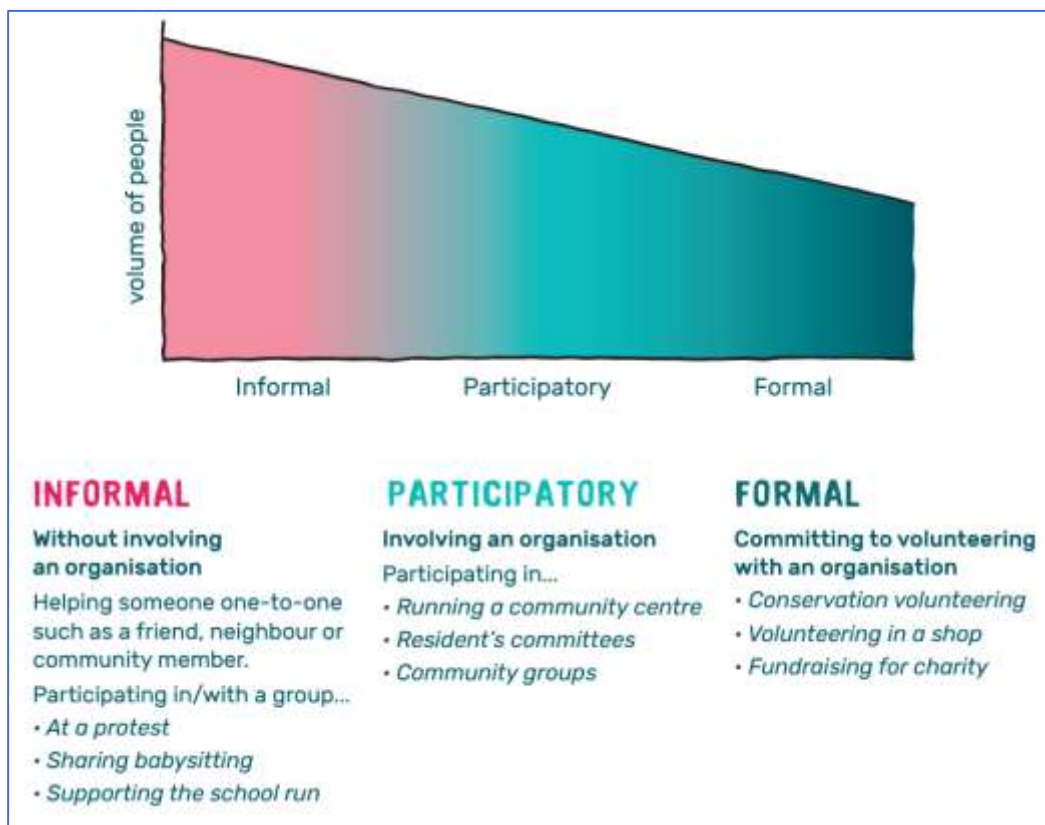 volume of people
Informal
Participatory
Formal
INFORMAL
Without involving
an organisation
Helping someone one-to-one
such as a friend, neighbour or
community member.
Participating in/with a group...
• At a protest
• Sharing babysitting
• Supporting the school run
PARTICIPATORY
Involving an organisation
Participating in...
• Running a community centre
• Resident's committees
• Community groups
FORMAL
Committing to volunteering
with an organisation
• Conservation volunteering
• Volunteering in a shop
• Fundraising for charity